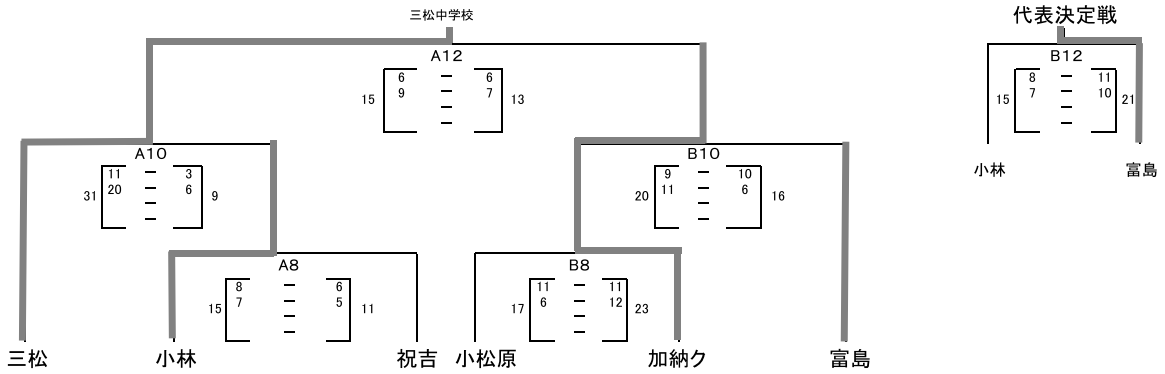 三松中学校
代表決定戦
A12
15 6 － 6 13
9 － 7
－
－
B12
15 8 － 11 21
7 － 10
－
－
小林 富島
A10
31 11 － 3 9
20 － 6
－
－
B10
20 9 － 10 16
11 － 6
－
－
A8
15 8 － 6 11
7 － 5
－
－
B8
17 11 － 11 23
6 － 12
－
－
三松 小林 祝吉 小松原 加納ク 富島